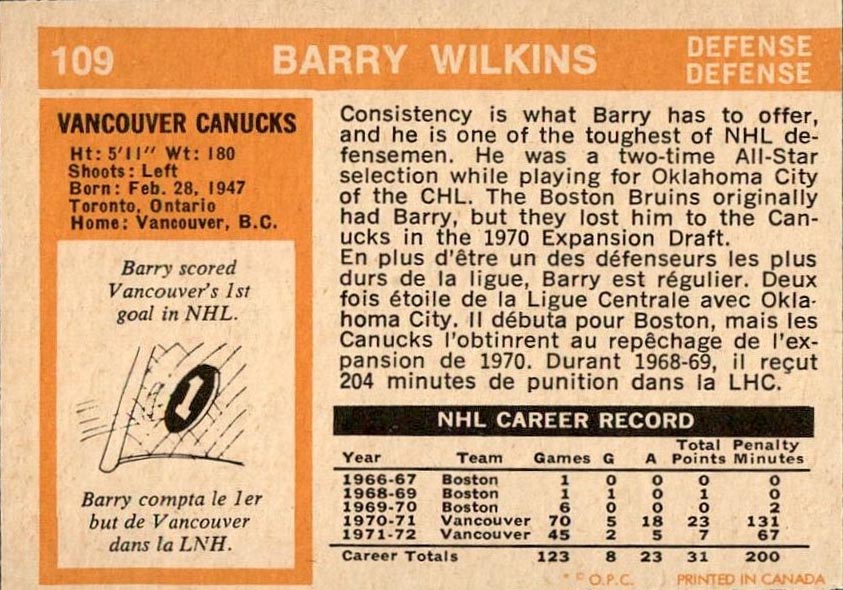 109 BARRY WILKINS DEFENSE
DEFENSE
VANCOUVER CANUCKS
Ht: 5'11" Wt: 180
Shoots: Left
Born: Feb. 28, 1947
Toronto, Ontario
Home: Vancouver, B.C.
Barry scored
Vancouver's 1st
goal in NHL.
1
Barry compta le 1er
but de Vancouver
dans la LNH.
Consistency is what Barry has to offer,
and he is one of the toughest of NHL de-
fensemen. He was a two-time All-Star
selection while playing for Oklahoma City
of the CHL. The Boston Bruins originally
had Barry, but they lost him to the Can-
ucks in the 1970 Expansion Draft.
En plus d'être un des défenseurs les plus
durs de la ligue, Barry est régulier. Deux
fois étoile de la Ligue Centrale avec Okla-
homa City. Il débuta pour Boston, mais les
Canucks l'obtinrent au repêchage de l'ex-
pansion de 1970. Durant 1968-69, il reçut
204 minutes de punition dans la LHC.
NHL CAREER RECORD
Total Penalty
Year Team Games G A Points Minutes
1966-67 Boston 1 0 0 0 0
1968-69 Boston 1 1 0 1 0
1969-70 Boston 6 0 0 0 2
1970-71 Vancouver 70 5 18 23 131
1971-72 Vancouver 45 2 5 7 67
Career Totals 123 8 23 31 200
* © O.P.C. PRINTED IN CANADA